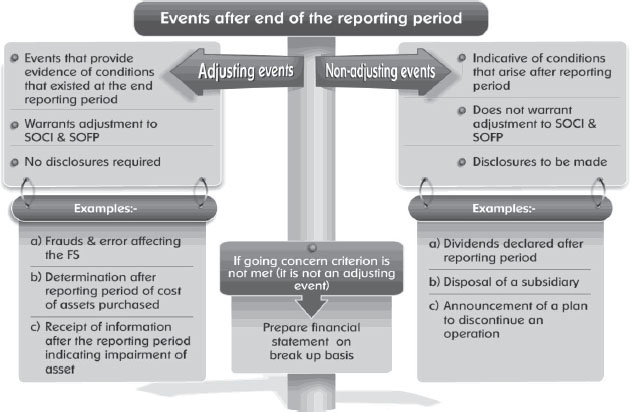 Events after end of the reporting period
Adjusting events
Non-adjusting events
Events that provide
evidence of conditions
that existed at the end
reporting period
Warrants adjustment to
SOCI & SOFP
No disclosures required
Indicative of conditions
that arise after reporting
period
Does not warrant
adjustment to SOCI &
SOFP
Disclosures to be made
Examples:-
a) Frauds & error affecting
the FS
b) Determination after
reporting period of cost
of assets purchased
c) Receipt of information
after the reporting period
indicating impairment of
asset
If going concern criterion is
not met (it is not an adjusting
event)
Prepare financial
statement on
break up basis
Examples:-
a) Dividends declared after
reporting period
b) Disposal of a subsidiary
c) Announcement of a plan
to discontinue an
operation